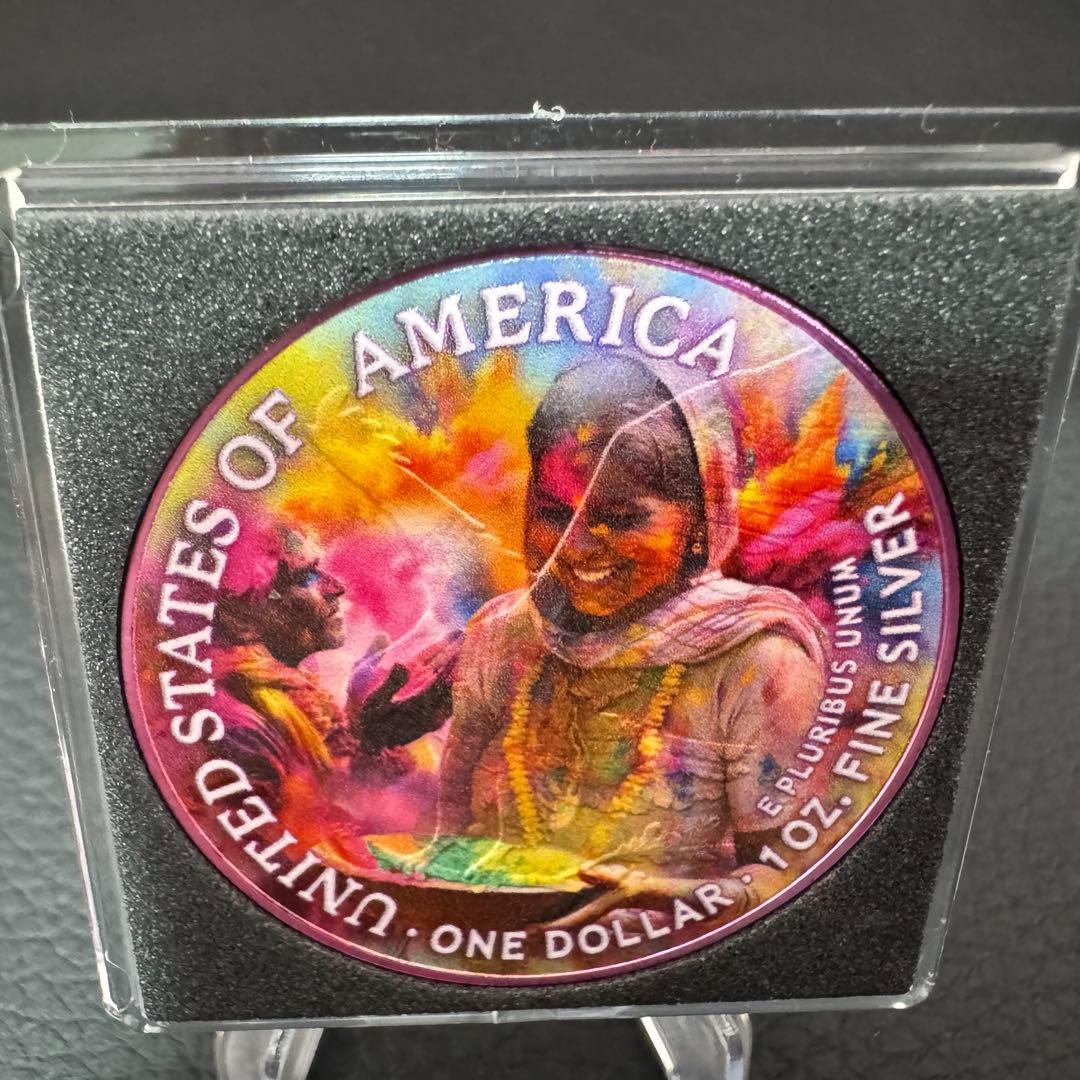 UNITED STATES OF AMERICA
E PLURIBUS UNUM
· ONE DOLLAR · 1 OZ. FINE SILVER